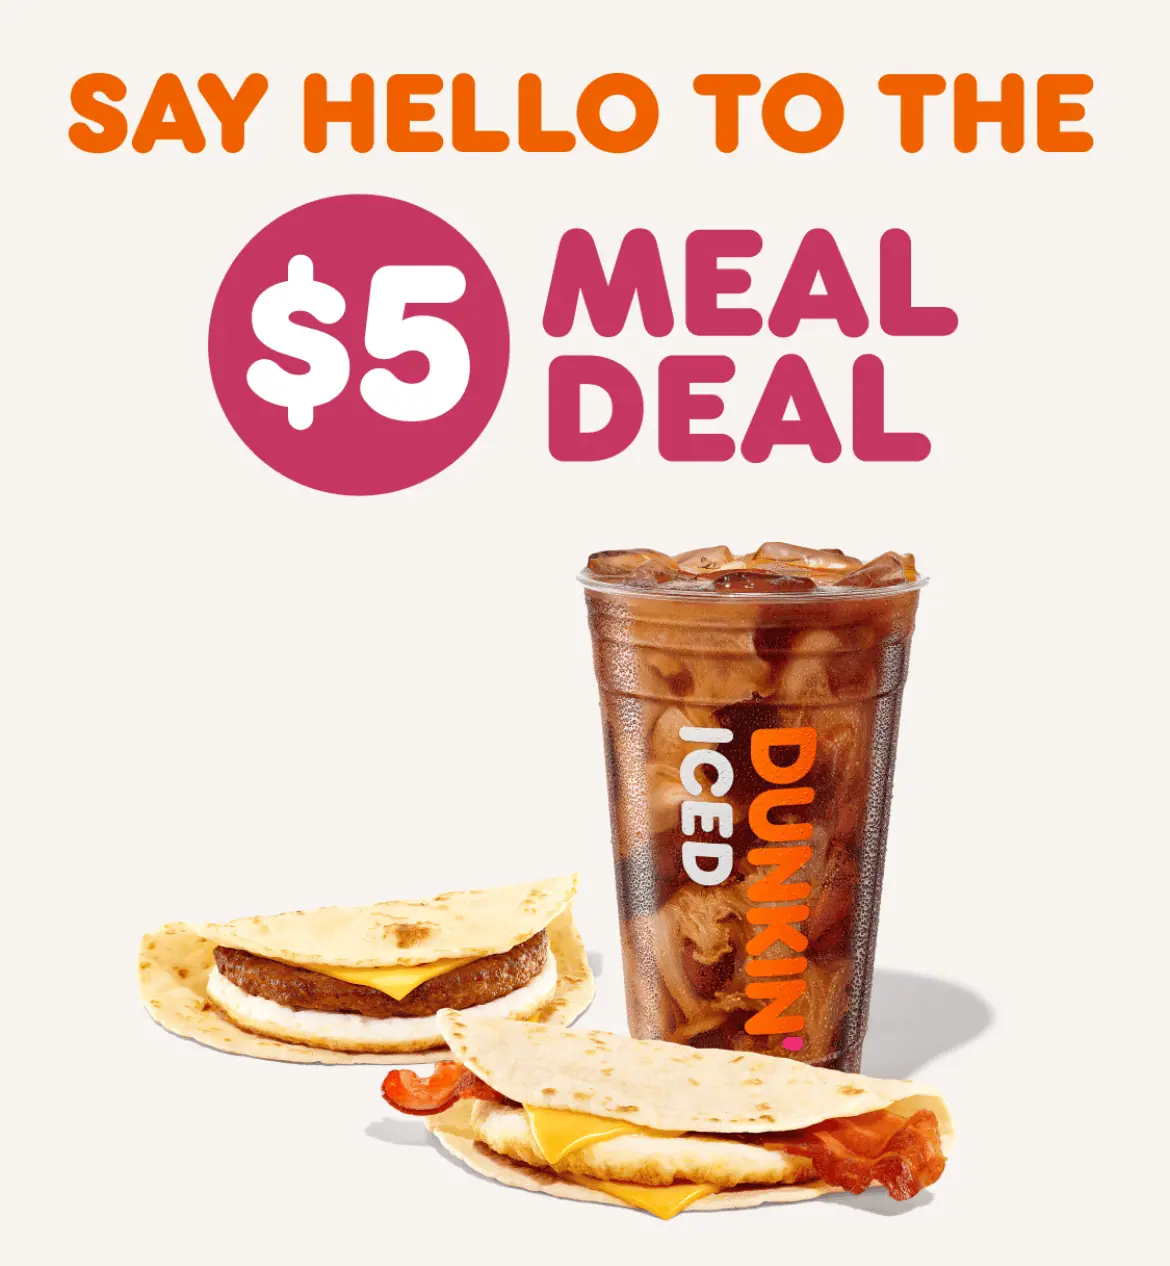 SAY HELLO TO THE
$5 MEAL
DEAL
DUNKIN'
ICED